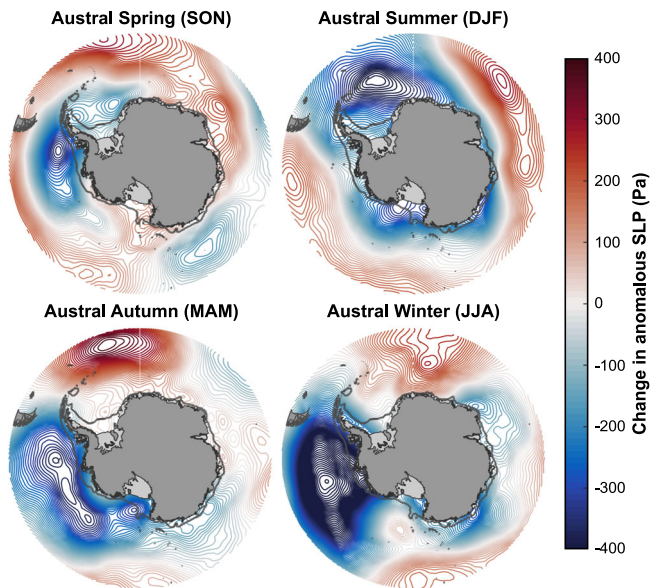 Austral Spring (SON)
Austral Summer (DJF)
Austral Autumn (MAM)
Austral Winter (JJA)
400
300
200
100
0
-100
-200
-300
-400
Change in anomalous SLP (Pa)